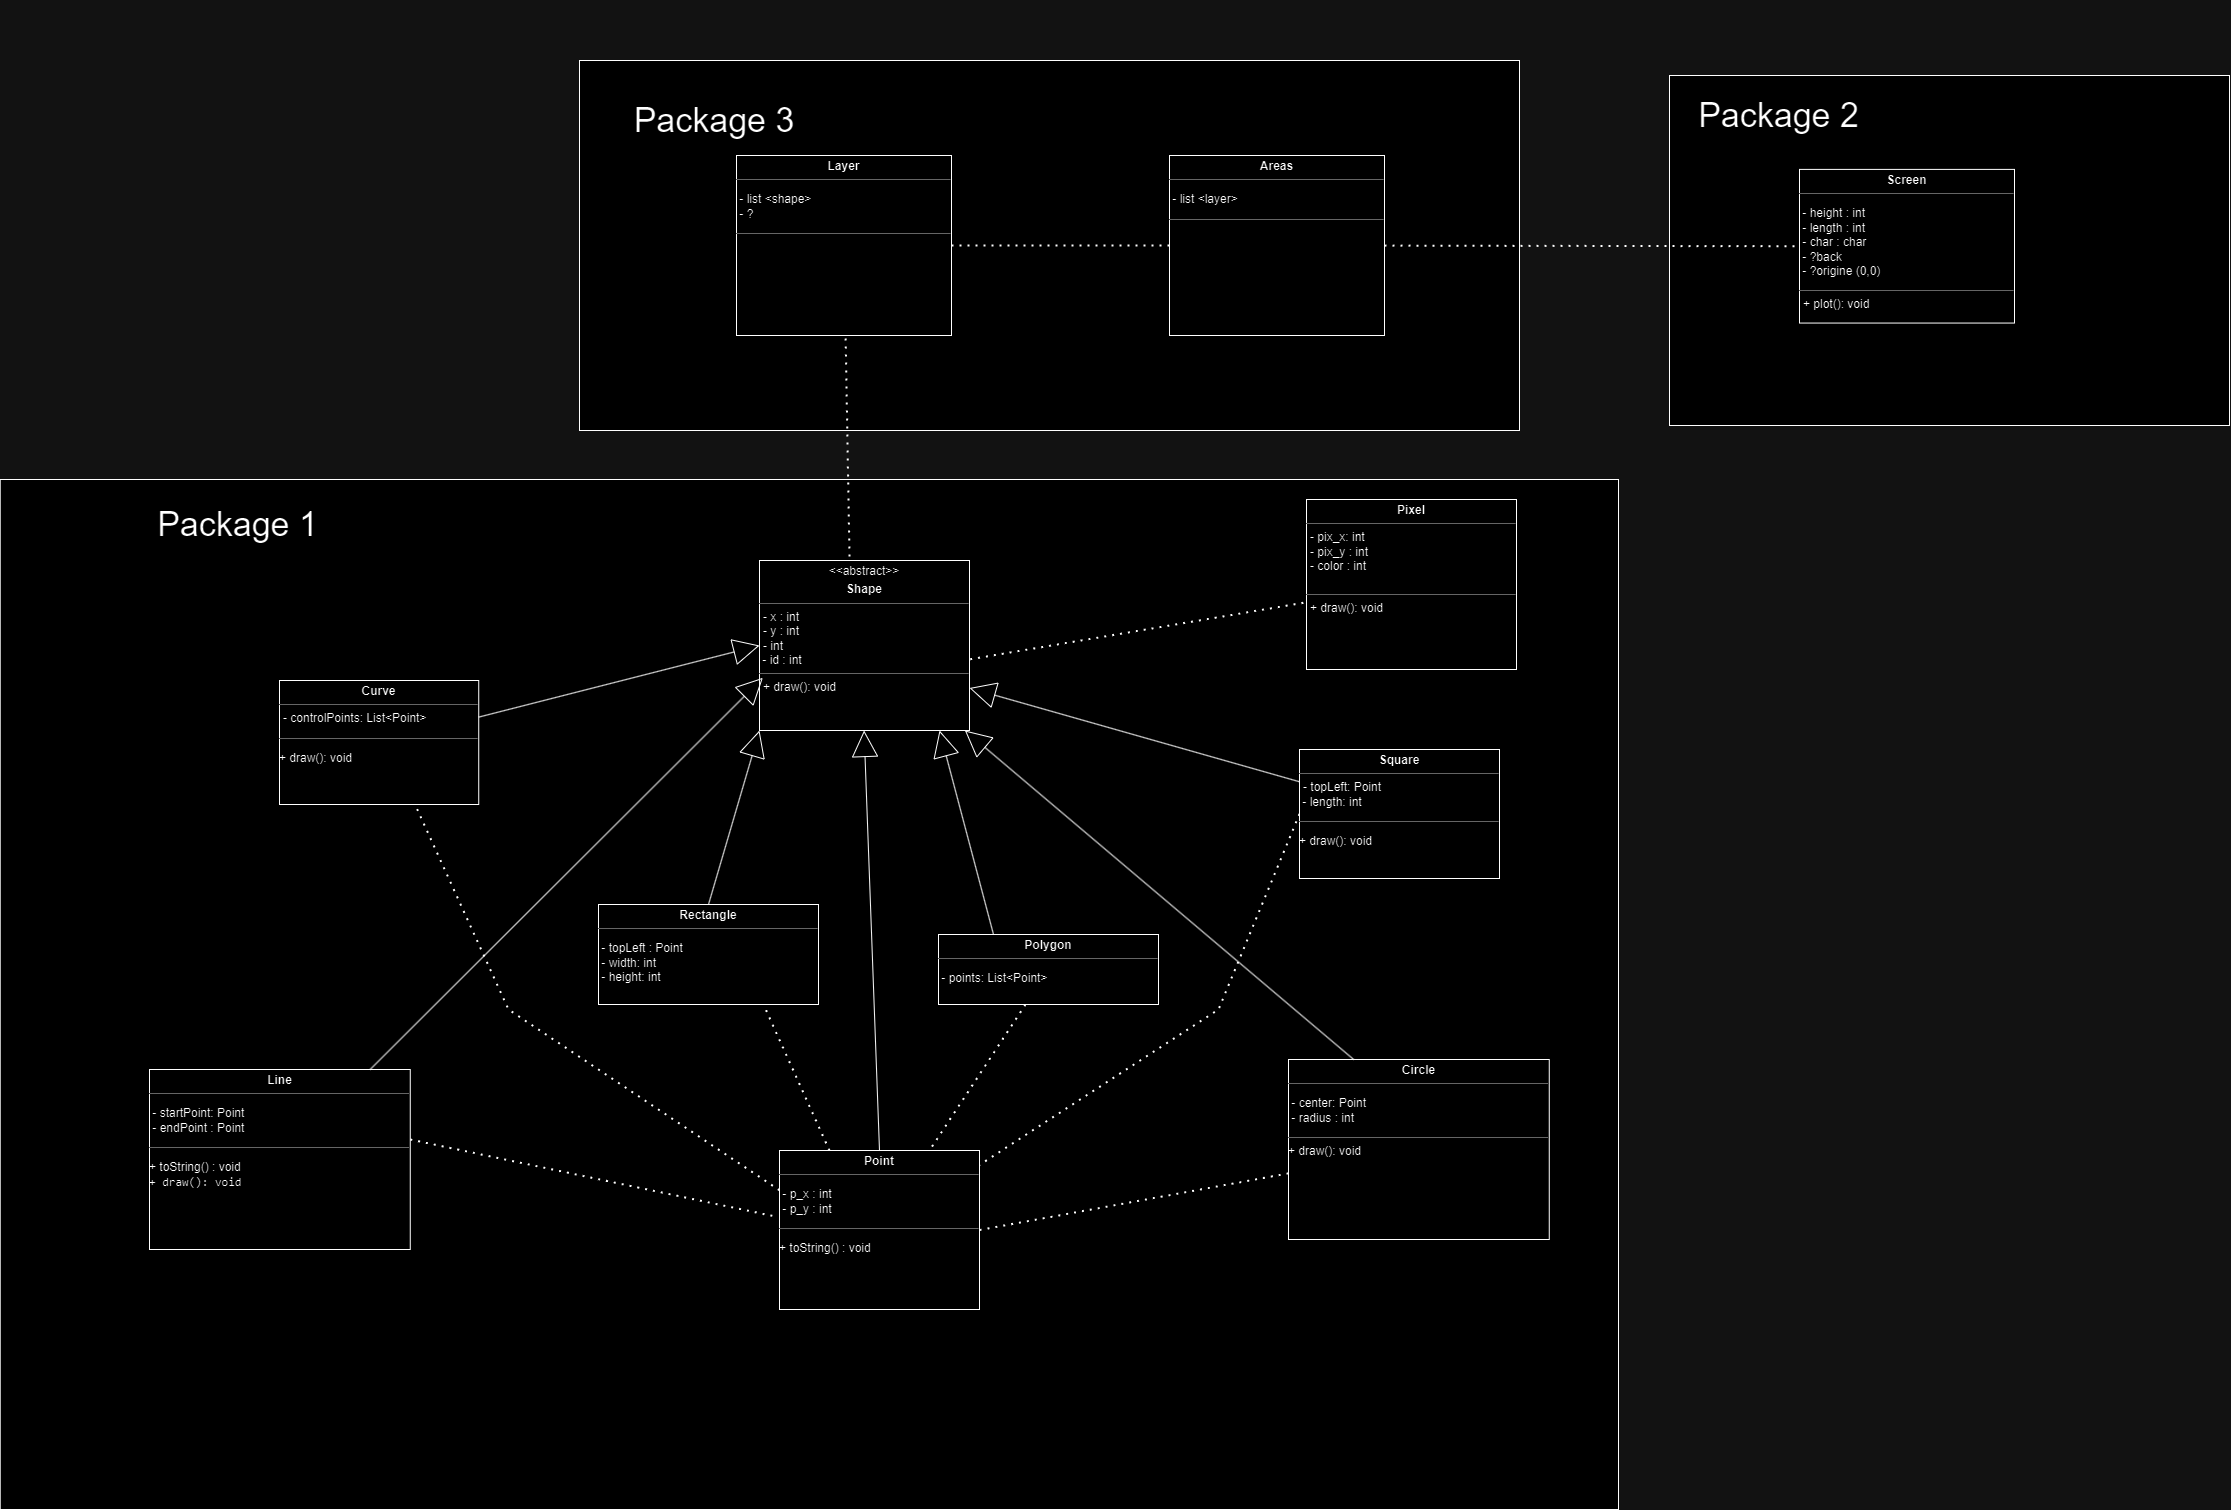 Package 3
Layer
- list <shape>
- ?
Areas
- list <layer>
Package 2
Screen
- height : int
- length : int
- char : char
- ?back
- ?origine (0,0)
+ plot(): void
Package 1
Pixel
- pix_x: int
- pix_y : int
- color : int
+ draw(): void
<<abstract>>
Shape
- x : int
- y : int
- int
- id : int
+ draw(): void
Curve
- controlPoints: List<Point>
+ draw(): void
Square
- topLeft: Point
- length: int
+ draw(): void
Rectangle
- topLeft : Point
- width: int
- height: int
Polygon
- points: List<Point>
Line
- startPoint: Point
- endPoint : Point
+ toString() : void
+ draw(): void
Circle
- center: Point
- radius : int
+ draw(): void
Point
- p_x : int
- p_y : int
+ toString() : void